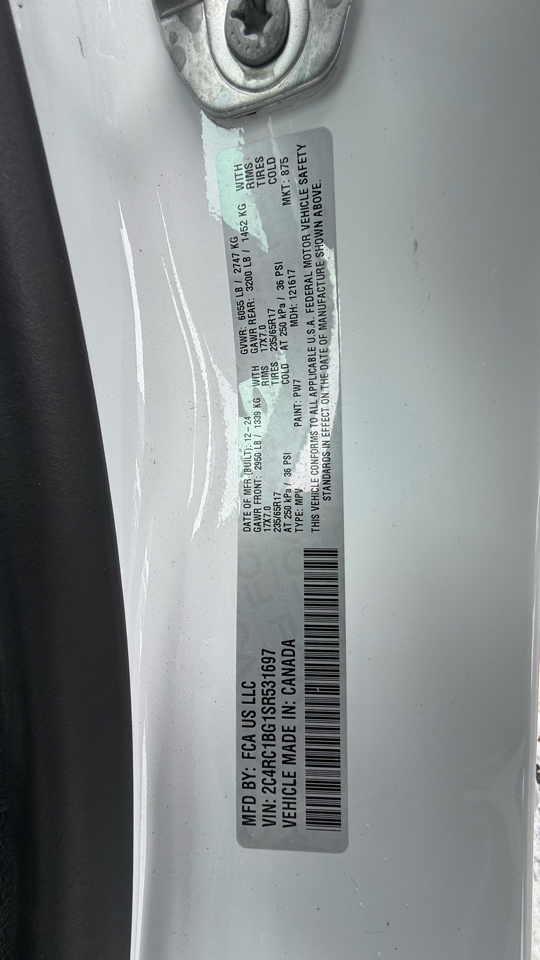 MFD BY: FCA US LLC
VIN: 2C4RC1BG1SR531697
VEHICLE MADE IN: CANADA
DATE OF MFR (BUILT): 12-24
GAWR FRONT: 2950 LB / 1339 KG WITH
17X7.0 RIMS
235/65R17 TIRES
AT 250 kPa / 36 PSI COLD
TYPE: MPV PAINT: PW7
GVWR: 6055 LB / 2747 KG
GAWR REAR: 3200 LB / 1452 KG WITH
17X7.0 RIMS
235/65R17 TIRES
AT 250 kPa / 36 PSI COLD
MDH: 121617 MKT: 875
THIS VEHICLE CONFORMS TO ALL APPLICABLE U.S.A. FEDERAL MOTOR VEHICLE SAFETY
STANDARDS IN EFFECT ON THE DATE OF MANUFACTURE SHOWN ABOVE.